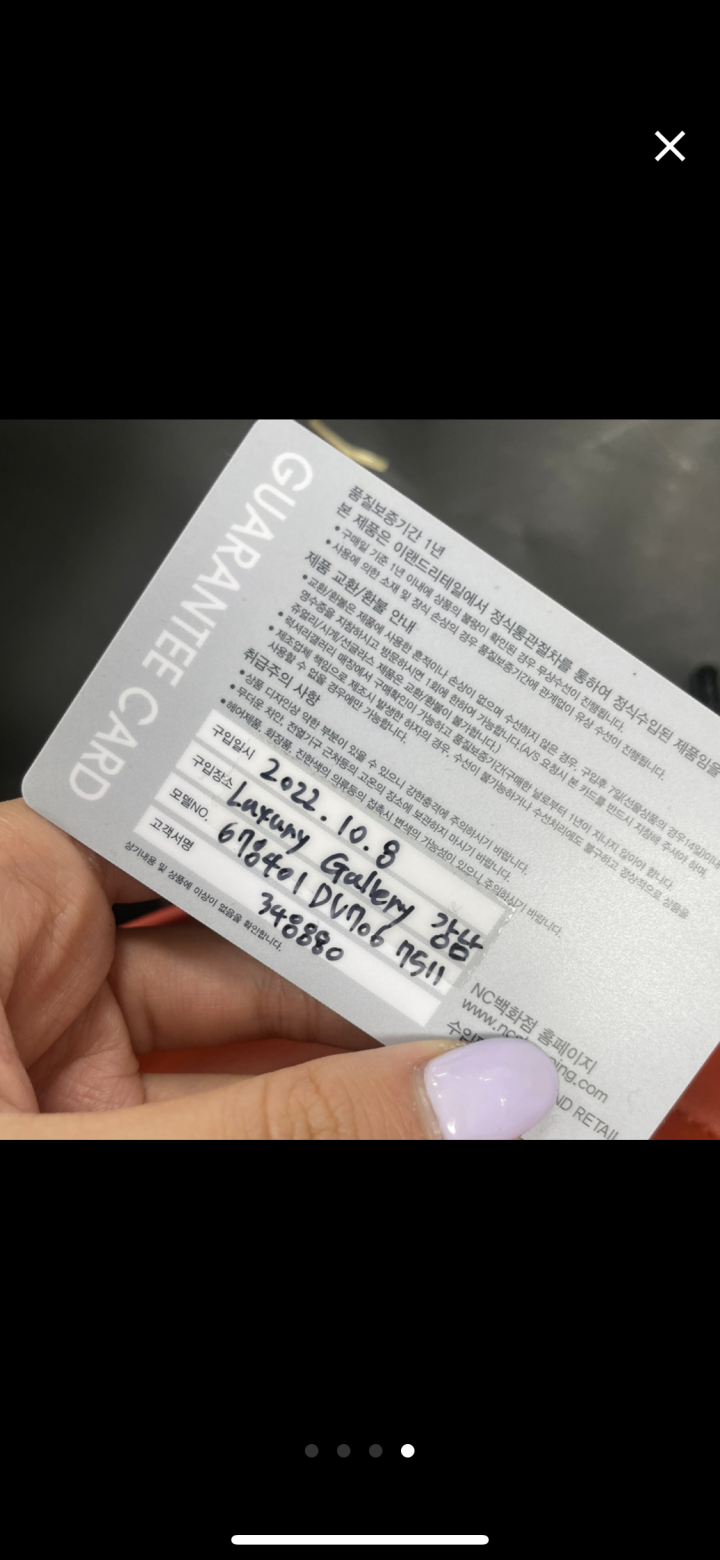 GUARANTEE CARD
품질보증기간 1년
본 제품은 이랜드리테일에서 정식통관절차를 통하여 정식수입된 제품임을
• 구매일 기준 1년 이내에 상품의 불량이 확인된 경우 무상수선이 진행됩니다.
• 사용에 의한 소재 및 장식 손상의 경우 품질보증기간에 관계없이 유상 수선이 진행됩니다.
제품 교환/환불 안내
• 교환/환불은 제품에 사용한 흔적이나 손상이 없으며 수선하지 않은 경우, 구입후 7일(선물상품의 경우 14일)이내
영수증을 지참하시고 방문하시면 1회에 한하여 가능합니다.(A/S 요청시 본 카드를 반드시 지참해 주셔야 하며,
쥬얼리/시계/선글라스 제품은 교환/환불이 불가합니다.)
• 럭셔리갤러리 매장에서 구매확인이 가능하고 품질보증기간(구매한 날로부터 1년)이 지나지 않아야 합니다.
• 제조업체 책임으로 제조시 발생한 하자의 경우, 수선이 불가능하거나 수선처리에도 불구하고 정상적으로 상품을
사용할 수 없을 경우에만 가능합니다.
취급주의 사항
• 상품 디자인상 약한 부분이 있을 수 있으니 강한충격에 주의하시기 바랍니다.
• 무더운 차안, 전열기구 근처등의 고온의 장소에 보관하지 마시기 바랍니다.
• 헤어제품, 화장품, 진한색의 의류등의 접촉시 변색의 가능성이 있으니 주의하시기 바랍니다.
구입일시 2022. 10. 8
구입장소 Luxury Gallery 강남
모델NO. 678401 DV706 7511
고객서명 348880
상기내용 및 상품에 이상이 없음을 확인합니다.
NC백화점 홈페이지